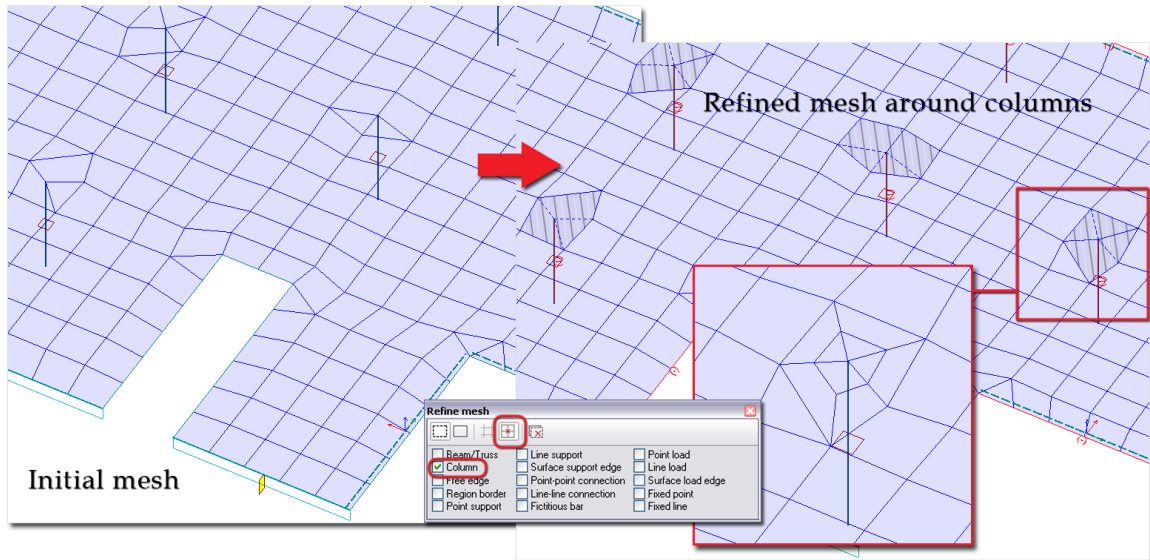 Refined mesh around columns
Initial mesh
Refine mesh
Beam/Truss
Line support
Point load
Column
Surface support edge
Line load
Free edge
Point-point connection
Surface load edge
Region border
Line-line connection
Fixed point
Point support
Fictitious bar
Fixed line